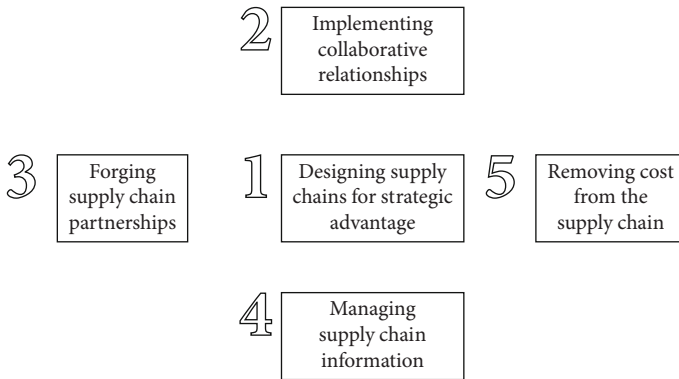 2
Implementing
collaborative
relationships
3
Forging
supply chain
partnerships
1
Designing supply
chains for strategic
advantage
5
Removing cost
from the
supply chain
4
Managing
supply chain
information